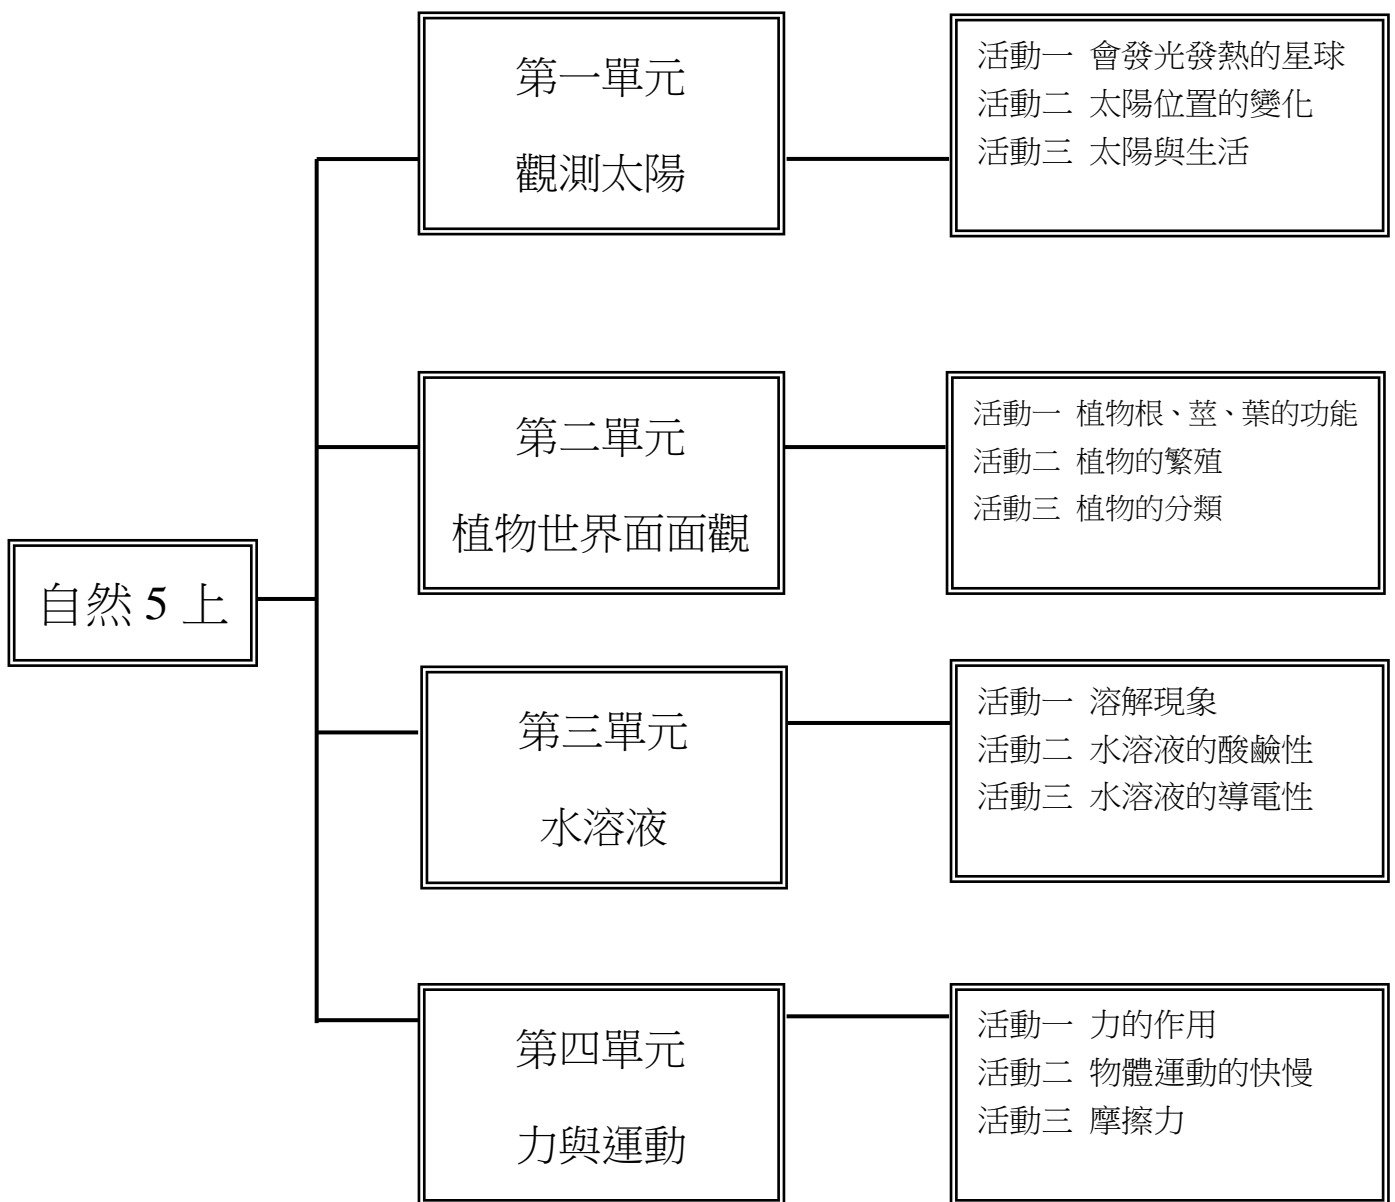 自然 5 上
第一單元
觀測太陽
活動一 會發光發熱的星球
活動二 太陽位置的變化
活動三 太陽與生活
第二單元
植物世界面面觀
活動一 植物根、莖、葉的功能
活動二 植物的繁殖
活動三 植物的分類
第三單元
水溶液
活動一 溶解現象
活動二 水溶液的酸鹼性
活動三 水溶液的導電性
第四單元
力與運動
活動一 力的作用
活動二 物體運動的快慢
活動三 摩擦力